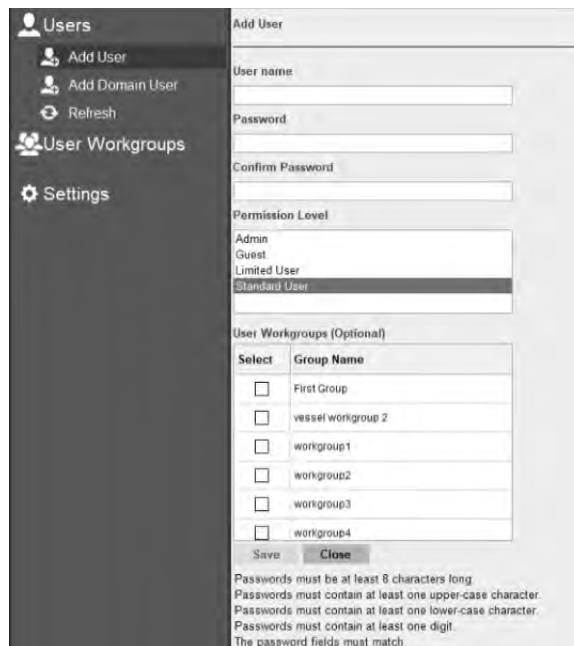 Users
Add User
Add Domain User
Refresh
User Workgroups
Settings
Add User
User name
Password
Confirm Password
Permission Level
Admin
Guest
Limited User
Standard User
User Workgroups (Optional)
Select Group Name
First Group
vessel workgroup 2
workgroup1
workgroup2
workgroup3
workgroup4
Save Close
Passwords must be at least 8 characters long.
Passwords must contain at least one upper-case character.
Passwords must contain at least one lower-case character.
Passwords must contain at least one digit.
The password fields must match